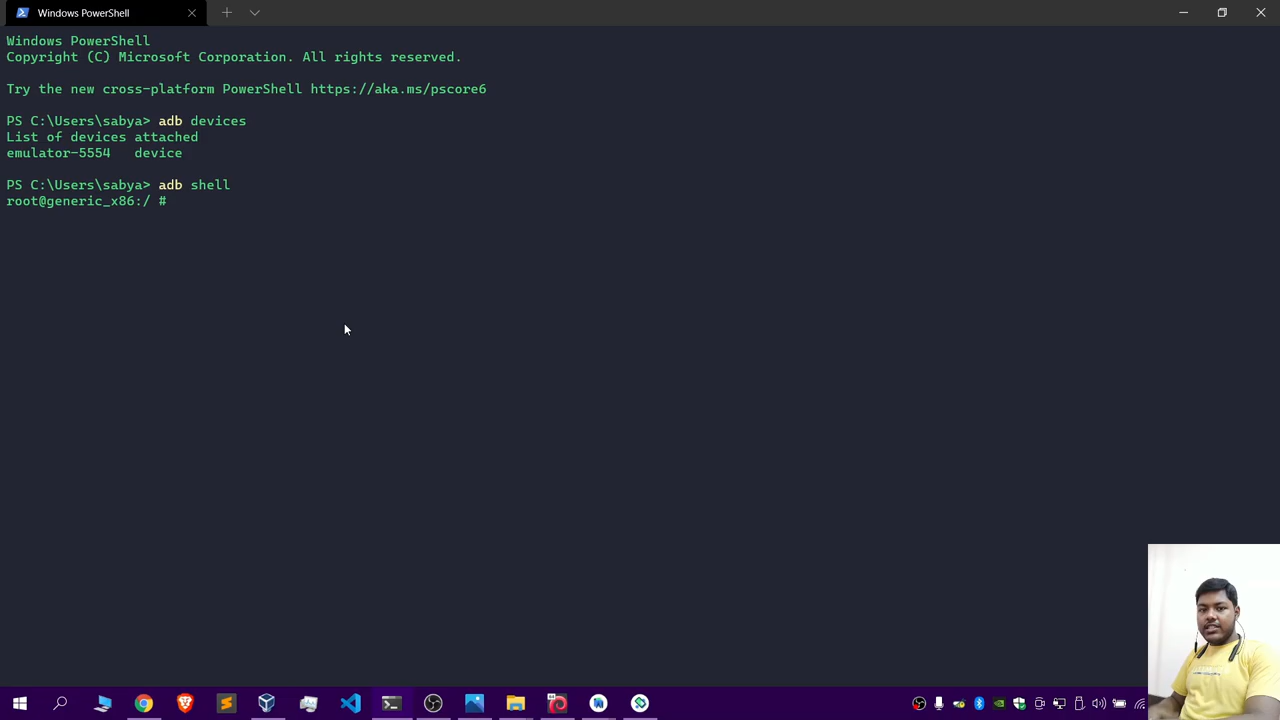 Windows PowerShell
Windows PowerShell
Copyright (C) Microsoft Corporation. All rights reserved.
Try the new cross-platform PowerShell https://aka.ms/pscore6
PS C:\Users\sabya> adb devices
List of devices attached
emulator-5554   device
PS C:\Users\sabya> adb shell
root@generic_x86:/ #